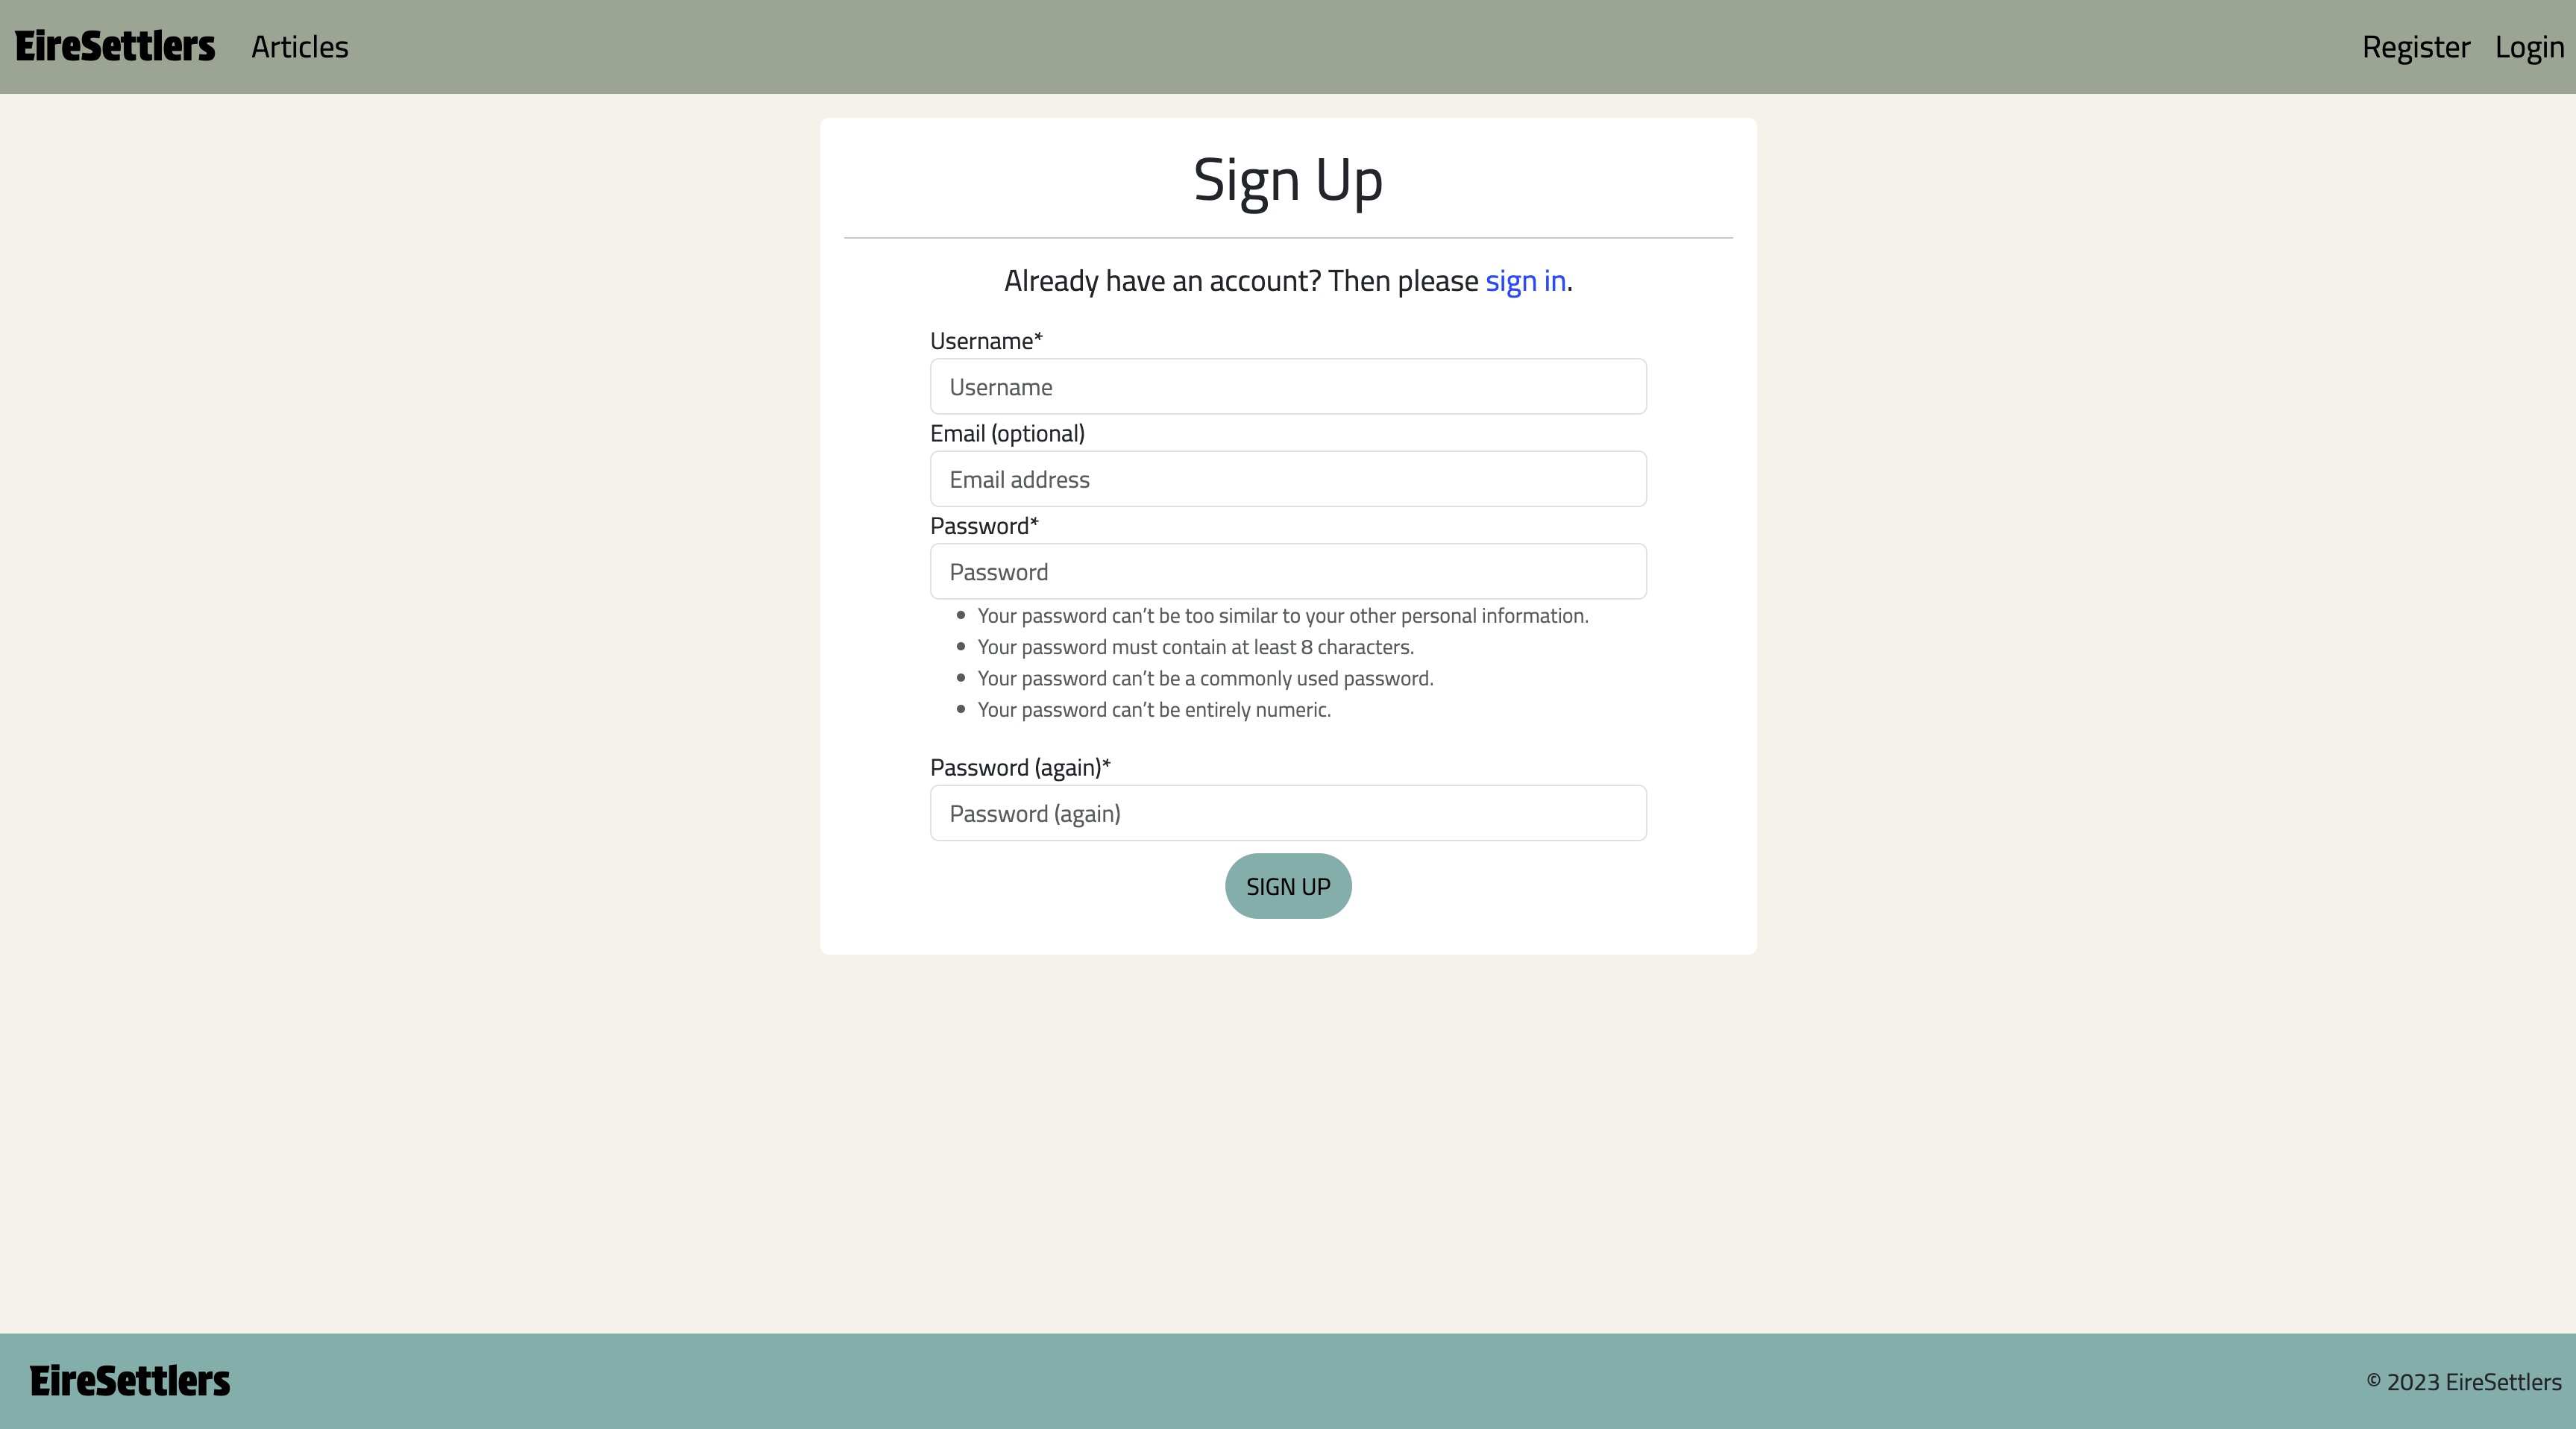 EireSettlers Articles Register Login
Sign Up
Already have an account? Then please sign in.
Username*
Username
Email (optional)
Email address
Password*
Password
• Your password can’t be too similar to your other personal information.
• Your password must contain at least 8 characters.
• Your password can’t be a commonly used password.
• Your password can’t be entirely numeric.
Password (again)*
Password (again)
SIGN UP
EireSettlers © 2023 EireSettlers